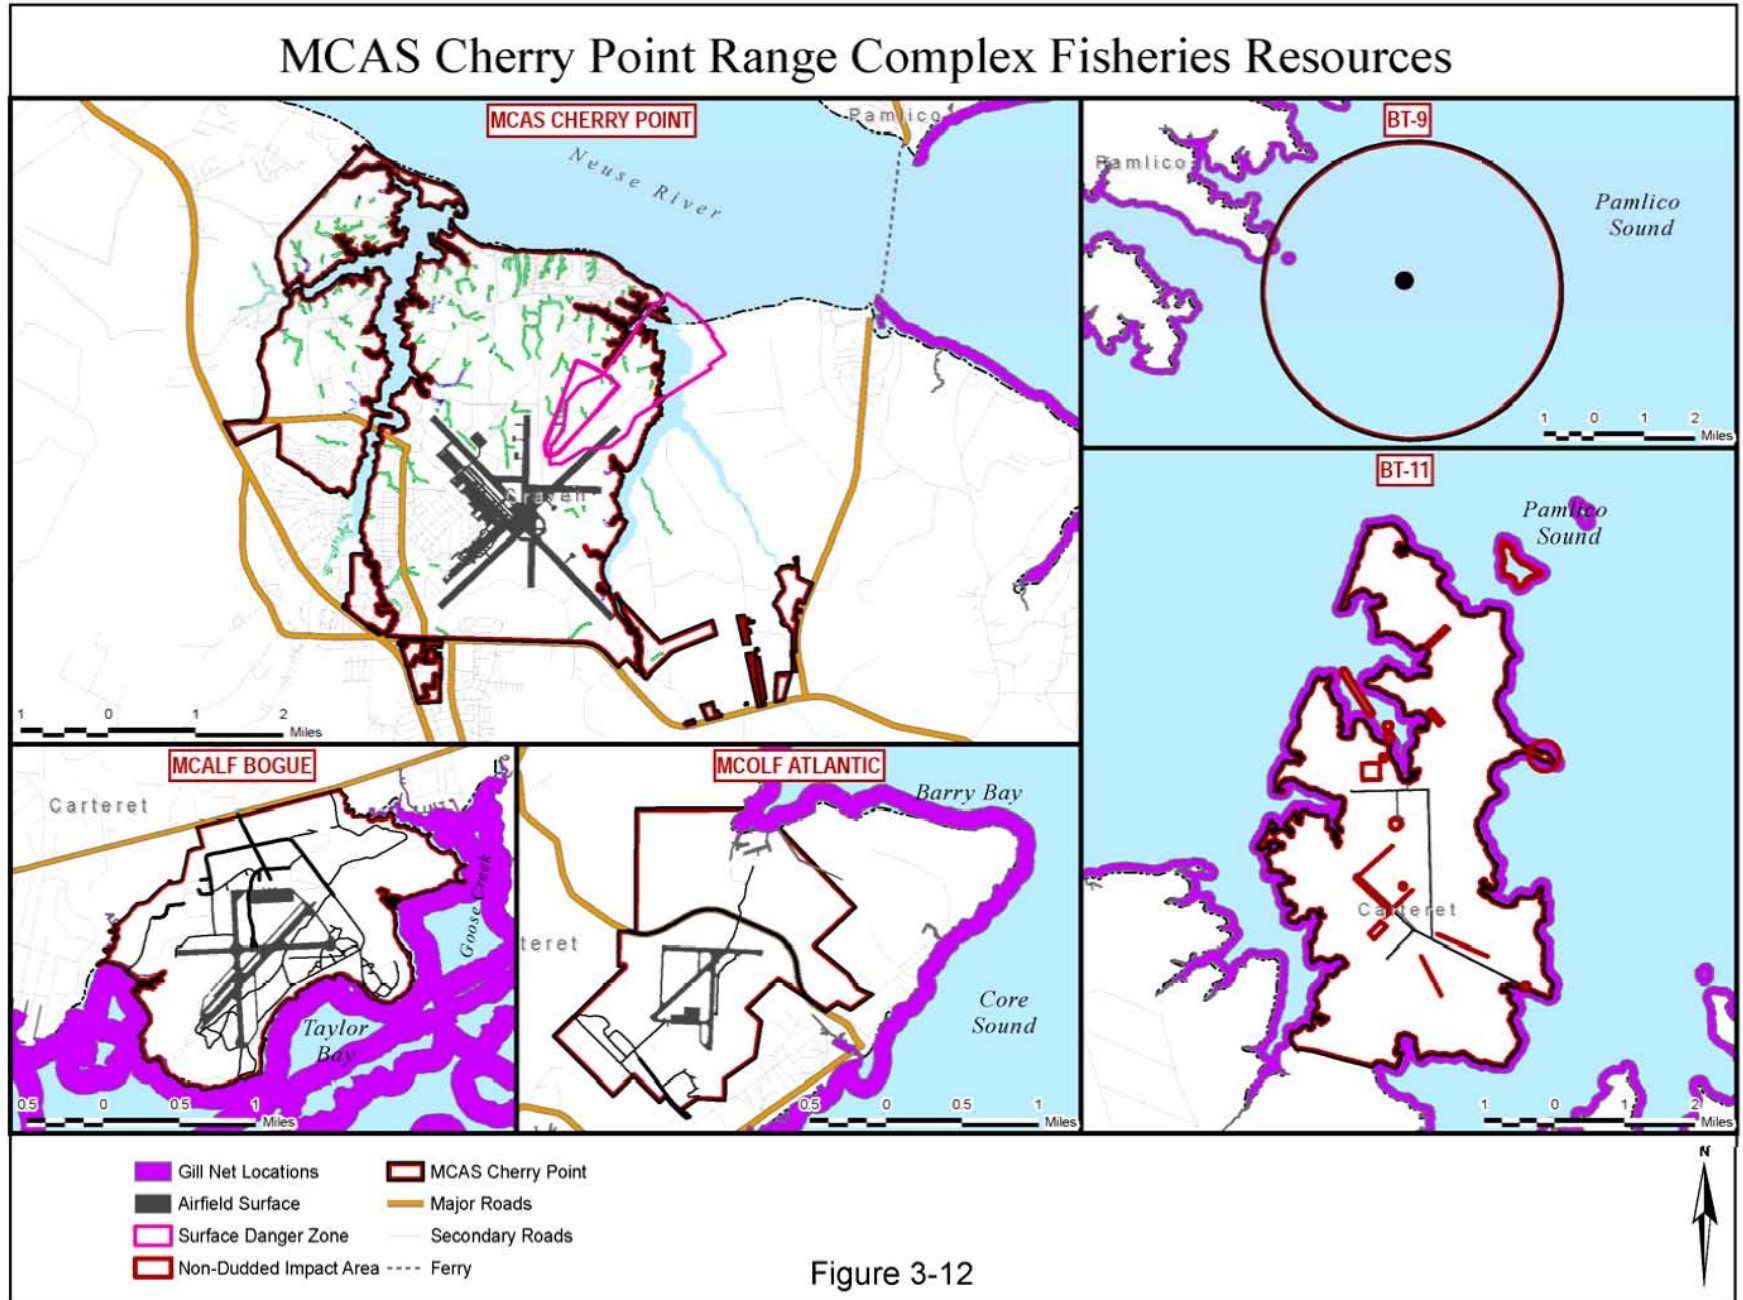 MCAS Cherry Point Range Complex Fisheries Resources
MCAS CHERRY POINT
Pamlico
Neuse River
Craven
1 0 1 2
Miles
BT-9
Pamlico
Pamlico
Sound
1 0 1 2
Miles
BT-11
Pamlico
Sound
Carteret
1 0 1 2
Miles
MCALF BOGUE
Carteret
Goose Creek
Taylor
Bay
0.5 0 0.5 1
Miles
MCOLF ATLANTIC
Barry Bay
teret
Core
Sound
0.5 0 0.5 1
Miles
Gill Net Locations
Airfield Surface
Surface Danger Zone
Non-Dudded Impact Area
MCAS Cherry Point
Major Roads
Secondary Roads
Ferry
N
Figure 3-12